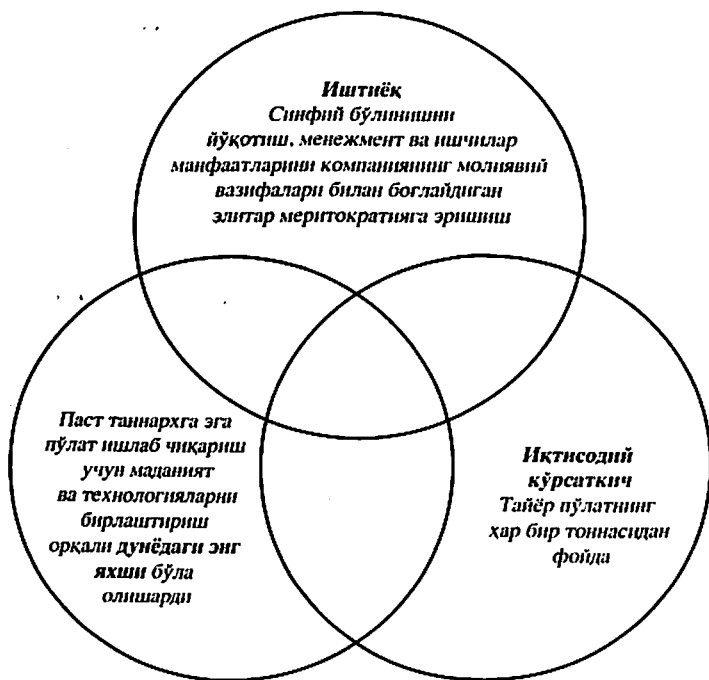 Иштиёқ
Синфий бўлинишни
йўқотиш, менежмент ва ишчилар
манфаатларини компаниянинг молиявий
вазифалари билан боғлайдиган
элитар меритократияга эришиш
Паст таннархга эга
пўлат ишлаб чиқариш
учун маданият
ва технологияларни
бирлаштириш
орқали дунёдаги энг
яхши бўла
олишарди
Иқтисодий
кўрсаткич
Тайёр пўлатнинг
ҳар бир тоннасидан
фойда